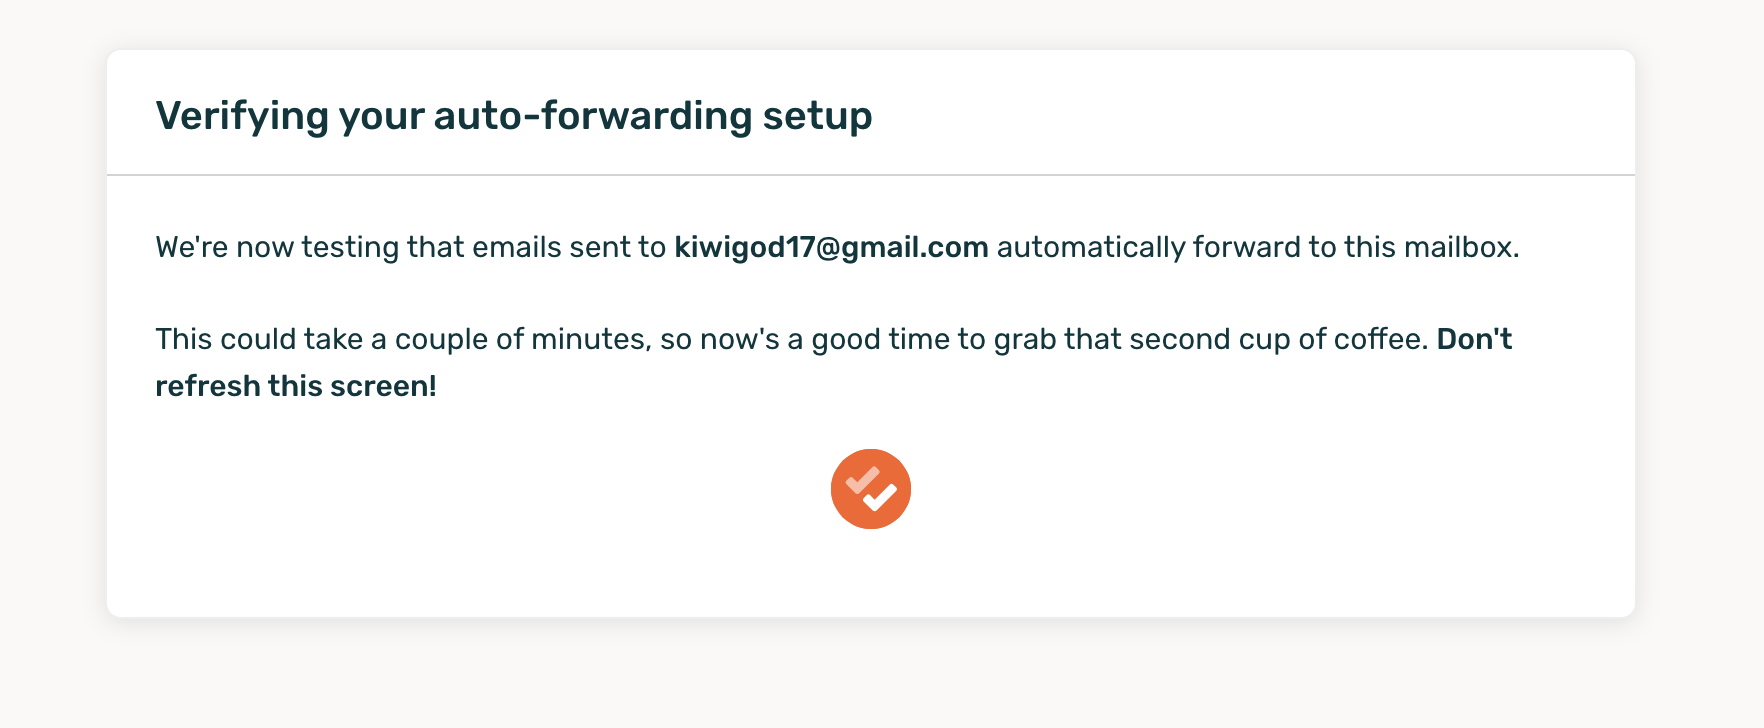 Verifying your auto-forwarding setup
We're now testing that emails sent to kiwigod17@gmail.com automatically forward to this mailbox.
This could take a couple of minutes, so now's a good time to grab that second cup of coffee. Don't
refresh this screen!